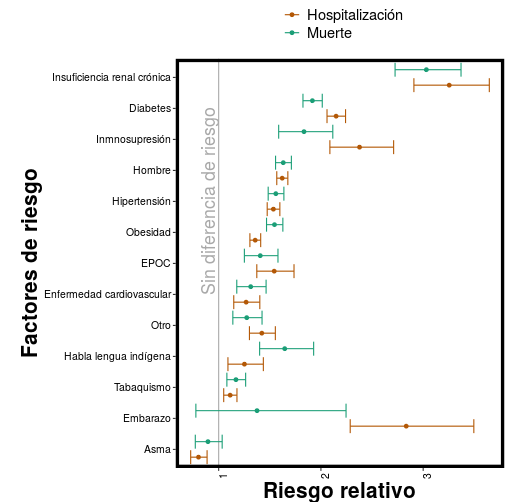 Hospitalización
Muerte
Factores de riesgo
Insuficiencia renal crónica
Diabetes
Inmnosupresión
Hombre
Hipertensión
Obesidad
EPOC
Enfermedad cardiovascular
Otro
Habla lengua indígena
Tabaquismo
Embarazo
Asma
Sin diferencia de riesgo
1
2
3
Riesgo relativo